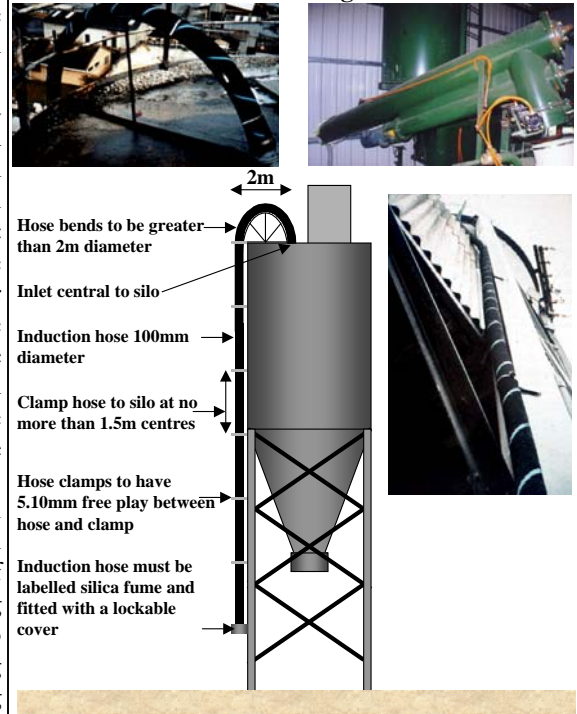 2m
Hose bends to be greater
than 2m diameter
Inlet central to silo
Induction hose 100mm
diameter
Clamp hose to silo at no
more than 1.5m centres
Hose clamps to have
5.10mm free play between
hose and clamp
Induction hose must be
labelled silica fume and
fitted with a lockable
cover